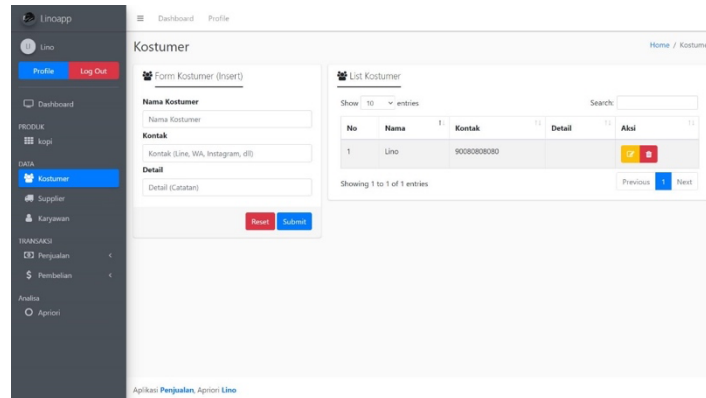 Linoapp
Dashboard Profile
Lino
Profile Log Out
Dashboard
PRODUK
kopi
DATA
Kostumer
Supplier
Karyawan
TRANSAKSI
Penjualan
Pembelian
Analisa
Apriori
Kostumer
Home / Kostume
Form Kostumer (Insert)
Nama Kostumer
Nama Kostumer
Kontak
Kontak (Line, WA, Instagram, dll)
Detail
Detail (Catatan)
Reset Submit
List Kostumer
Show 10 entries Search:
No Nama Kontak Detail Aksi
1 Lino 90080808080
Showing 1 to 1 of 1 entries Previous 1 Next
Aplikasi Penjualan, Apriori Lino